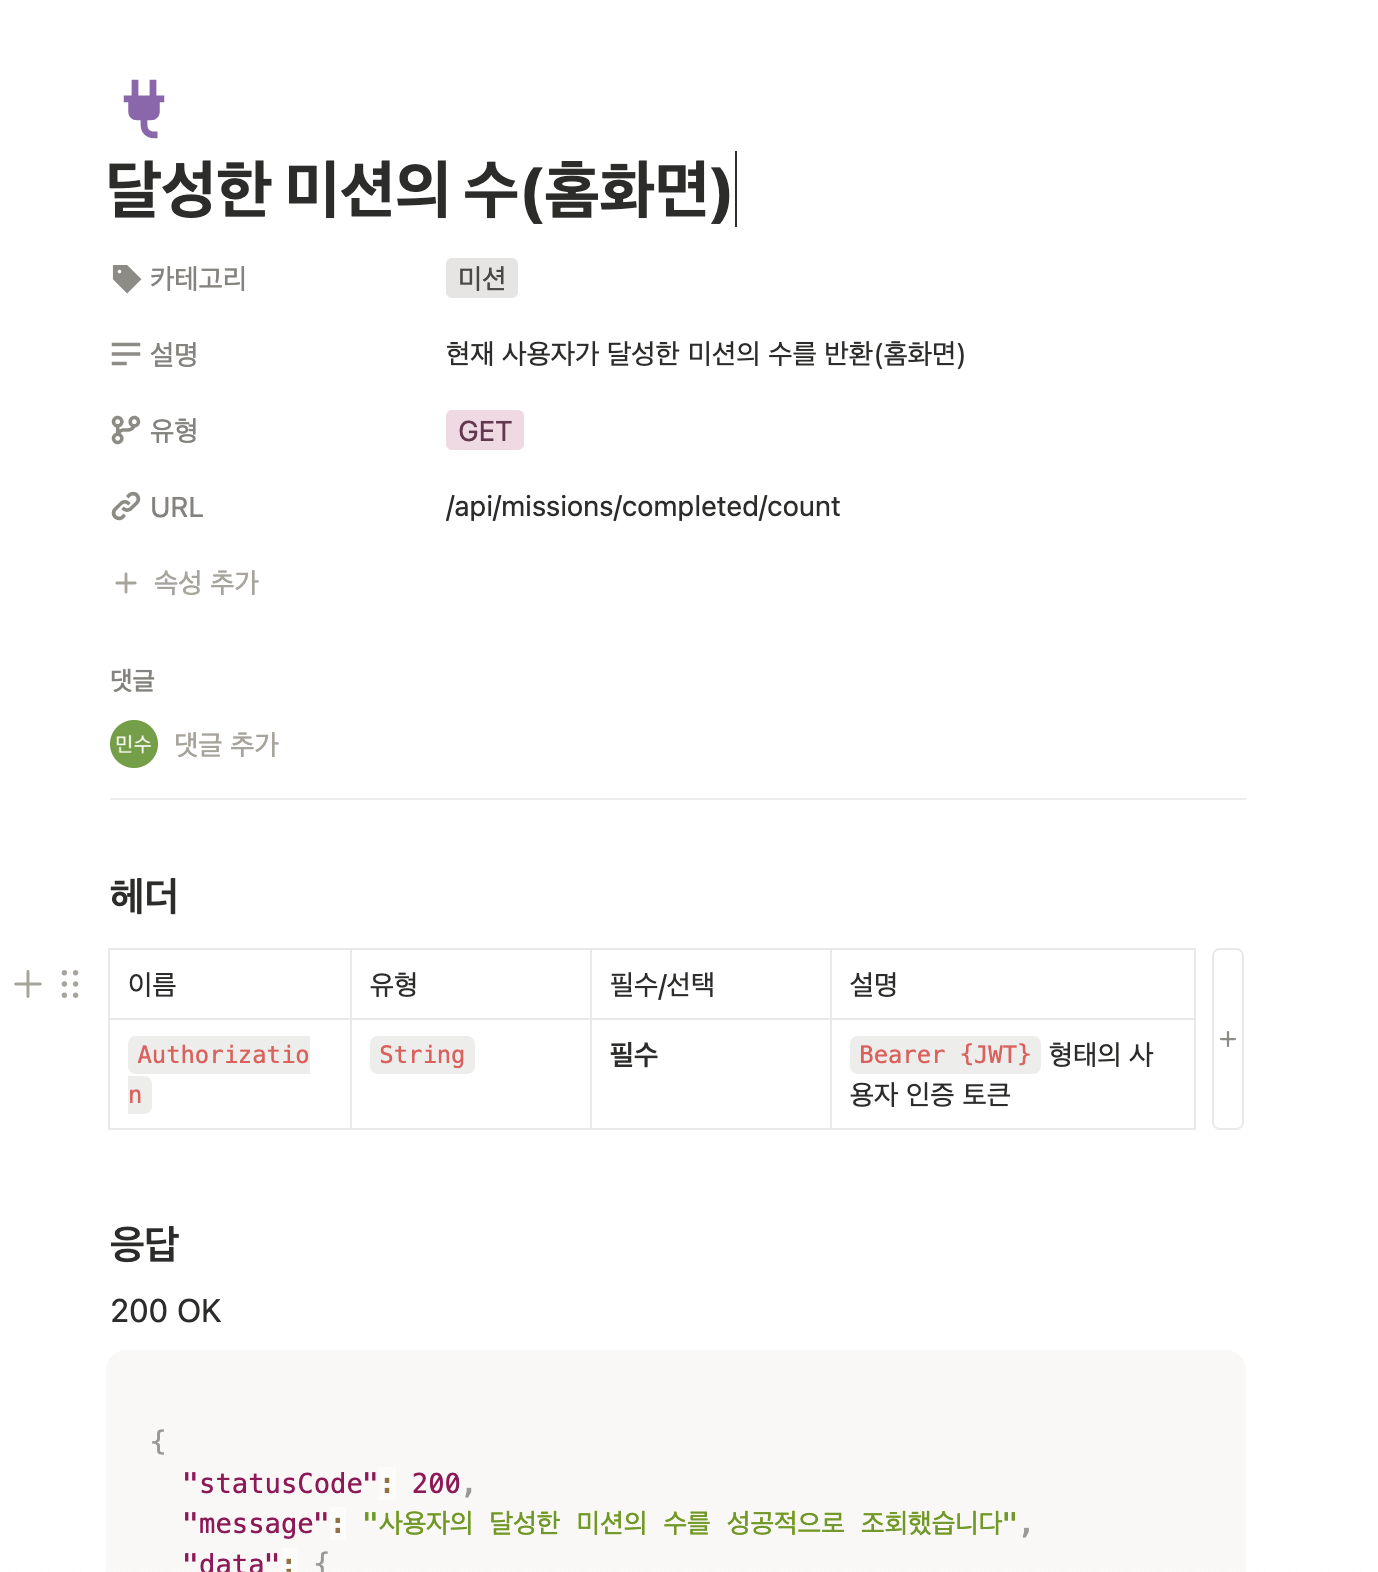 달성한 미션의 수(홈화면)
카테고리 미션
설명 현재 사용자가 달성한 미션의 수를 반환(홈화면)
유형 GET
URL /api/missions/completed/count
속성 추가
댓글
민수 댓글 추가
헤더
이름 유형 필수/선택 설명
Authorizatio String 필수 Bearer {JWT} 형태의 사
n 용자 인증 토큰
응답
200 OK
{
"statusCode": 200,
"message": "사용자의 달성한 미션의 수를 성공적으로 조회했습니다",
"data": {